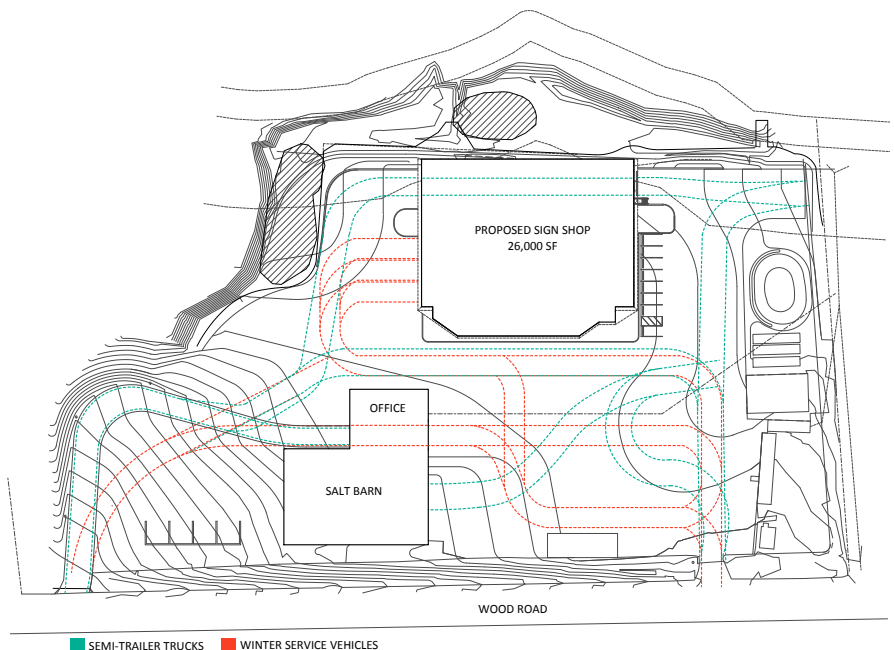 PROPOSED SIGN SHOP
26,000 SF
OFFICE
SALT BARN
WOOD ROAD
SEMI-TRAILER TRUCKS
WINTER SERVICE VEHICLES